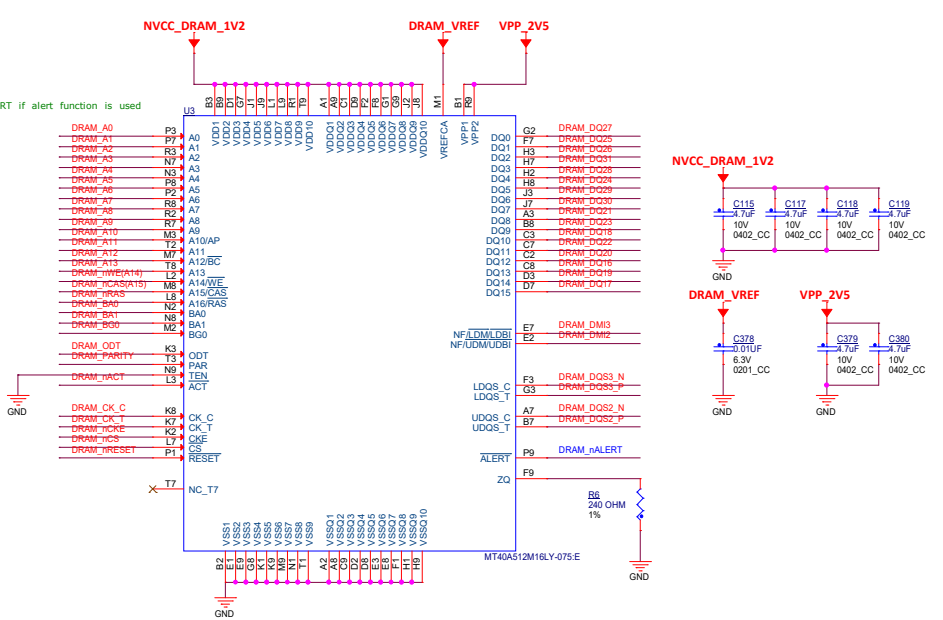 NVCC_DRAM_1V2
DRAM_VREF
VPP_2V5
RT if alert function is used
U3
B3 B9 D1 G7 J1 J9 L1 L9 R1 T9
A1 A9 C1 D9 F2 F8 G1 G9 J2 J8
M1
B1 R9
VDD1 VDD2 VDD3 VDD4 VDD5 VDD6 VDD7 VDD8 VDD9 VDD10
VDDQ1 VDDQ2 VDDQ3 VDDQ4 VDDQ5 VDDQ6 VDDQ7 VDDQ8 VDDQ9 VDDQ10
VREFCA
VPP1 VPP2
DRAM_A0 P3 A0
DRAM_A1 P7 A1
DRAM_A2 R3 A2
DRAM_A3 N7 A3
DRAM_A4 N3 A4
DRAM_A5 P8 A5
DRAM_A6 P2 A6
DRAM_A7 R8 A7
DRAM_A8 R2 A8
DRAM_A9 R7 A9
DRAM_A10 M3 A10/AP
DRAM_A11 T2 A11
DRAM_A12 M7 A12/BC
DRAM_A13 T8 A13
DRAM_nWE(A14) L2 A14/WE
DRAM_nCAS(A15) M8 A15/CAS
DRAM_nRAS L8 A16/RAS
DRAM_BA0 N2 BA0
DRAM_BA1 N8 BA1
DRAM_BG0 M2 BG0
DRAM_ODT K3 ODT
DRAM_PARITY T3 PAR
N9 TEN
DRAM_nACT L3 ACT
GND
DRAM_CK_C K8 CK_C
DRAM_CK_T K7 CK_T
DRAM_nCKE K2 CKE
DRAM_nCS L7 CS
DRAM_nRESET P1 RESET
T7 NC_T7
DQ0 G2 DRAM_DQ27
DQ1 F7 DRAM_DQ25
DQ2 H3 DRAM_DQ26
DQ3 H7 DRAM_DQ31
DQ4 H2 DRAM_DQ28
DQ5 H8 DRAM_DQ24
DQ6 J3 DRAM_DQ29
DQ7 J7 DRAM_DQ30
DQ8 A3 DRAM_DQ21
DQ9 B8 DRAM_DQ23
DQ10 C3 DRAM_DQ18
DQ11 C7 DRAM_DQ22
DQ12 C2 DRAM_DQ20
DQ13 C8 DRAM_DQ16
DQ14 D3 DRAM_DQ19
DQ15 D7 DRAM_DQ17
NF/LDM/LDBI E7 DRAM_DMI3
NF/UDM/UDBI E2 DRAM_DMI2
LDQS_C F3 DRAM_DQS3_N
LDQS_T G3 DRAM_DQS3_P
UDQS_C A7 DRAM_DQS2_N
UDQS_T B7 DRAM_DQS2_P
ALERT P9 DRAM_nALERT
ZQ F9
R6
240 OHM
1%
GND
VSS1 VSS2 VSS3 VSS4 VSS5 VSS6 VSS7 VSS8 VSS9
VSSQ1 VSSQ2 VSSQ3 VSSQ4 VSSQ5 VSSQ6 VSSQ7 VSSQ8 VSSQ9 VSSQ10
MT40A512M16LY-075:E
B2 E1 E9 G8 K1 K9 M9 N1 T1
A2 A8 C9 D2 D8 E3 E8 F1 H1 H9
GND
NVCC_DRAM_1V2
C115 C117 C118 C119
4.7uF 4.7uF 4.7uF 4.7uF
10V 10V 10V 10V
0402_CC 0402_CC 0402_CC 0402_CC
GND
DRAM_VREF
VPP_2V5
C378 C379 C380
0.01UF 4.7uF 4.7uF
6.3V 10V 10V
0201_CC 0402_CC 0402_CC
GND GND